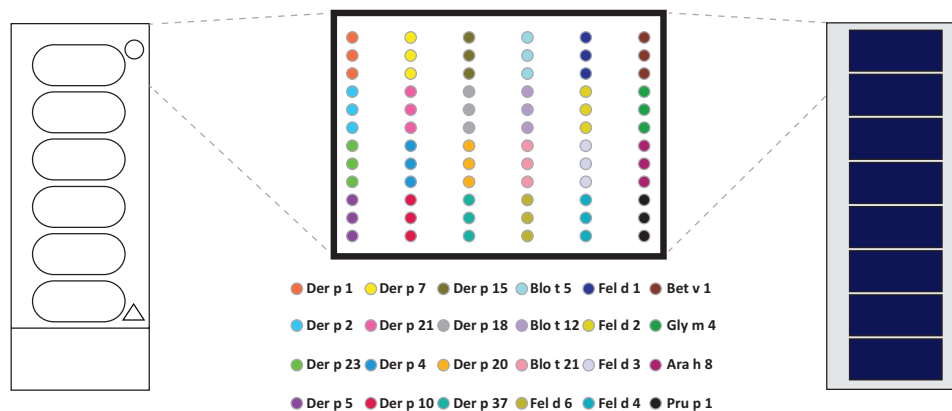 Der p 1 Der p 7 Der p 15 Blo t 5 Fel d 1 Bet v 1
Der p 2 Der p 21 Der p 18 Blo t 12 Fel d 2 Gly m 4
Der p 23 Der p 4 Der p 20 Blo t 21 Fel d 3 Ara h 8
Der p 5 Der p 10 Der p 37 Fel d 6 Fel d 4 Pru p 1